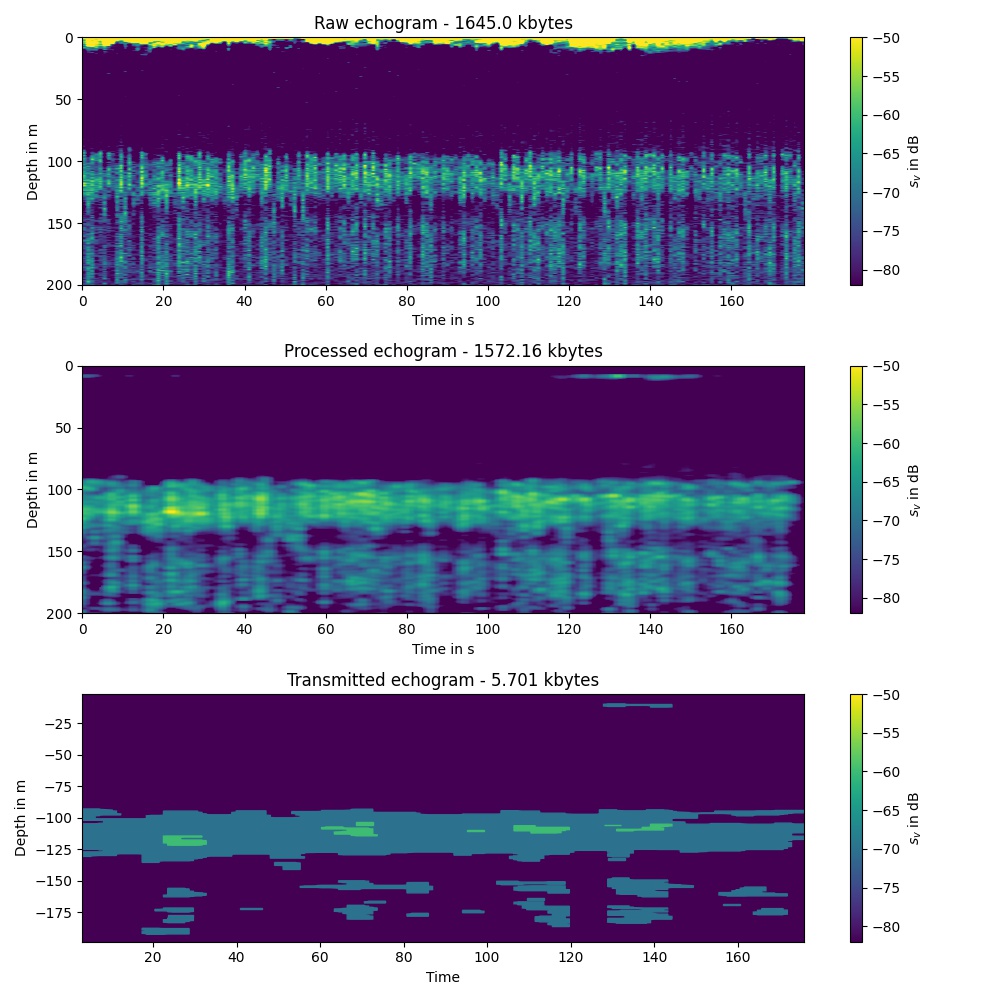 Raw echogram - 1645.0 kbytes
0
50
100
150
200
Depth in m
0 20 40 60 80 100 120 140 160
Time in s
−50
−55
−60
−65
−70
−75
−80
sv in dB
Processed echogram - 1572.16 kbytes
0
50
100
150
200
Depth in m
0 20 40 60 80 100 120 140 160
Time in s
−50
−55
−60
−65
−70
−75
−80
sv in dB
Transmitted echogram - 5.701 kbytes
−25
−50
−75
−100
−125
−150
−175
Depth in m
20 40 60 80 100 120 140 160
Time
−50
−55
−60
−65
−70
−75
−80
sv in dB